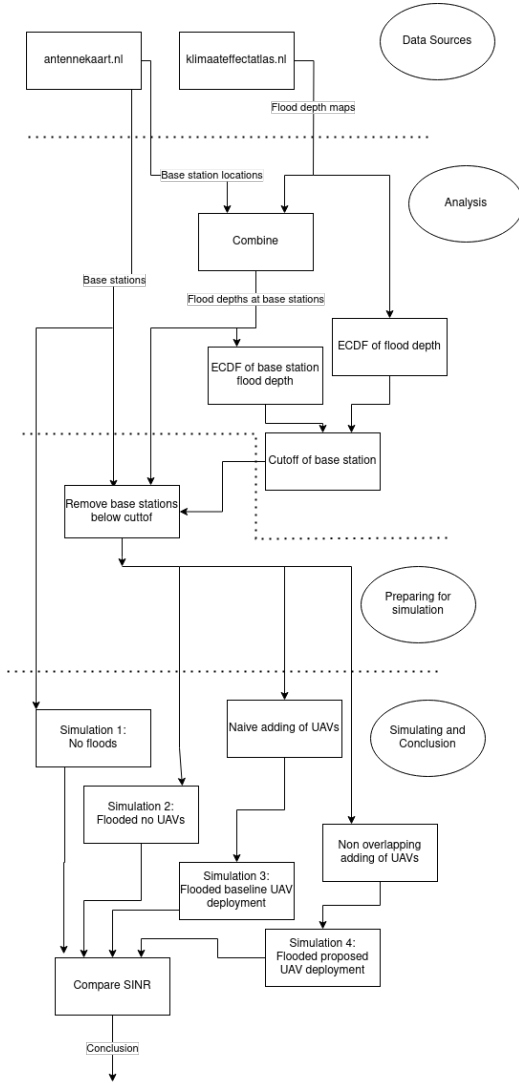 Data Sources
antennekaart.nl
klimaateffectatlas.nl
Flood depth maps
Base station locations
Analysis
Combine
Base stations
Flood depths at base stations
ECDF of flood depth
ECDF of base station
flood depth
Cutoff of base station
Remove base stations
below cuttof
Preparing for
simulation
Simulation 1:
No floods
Naive adding of UAVs
Simulating and
Conclusion
Simulation 2:
Flooded no UAVs
Non overlapping
adding of UAVs
Simulation 3:
Flooded baseline UAV
deployment
Simulation 4:
Flooded proposed
UAV deployment
Compare SINR
Conclusion